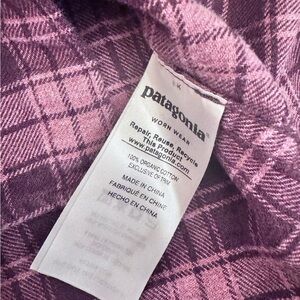 patagonia
WORN WEAR
Repair, Reuse, Recycle
This Product
www.patagonia.com
100% ORGANIC COTTON
EXCLUSIVE OF TRIM
MADE IN CHINA
FABRIQUÉ EN CHINE
HECHO EN CHINA